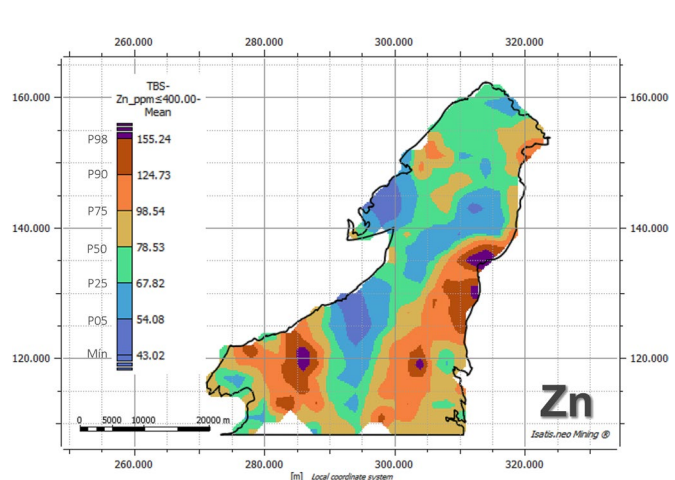 260.000 280.000 300.000 320.000
TBS-
Zn_ppm≤400.00-
Mean
160.000 160.000
P98 155.24
P90 124.73
P75 98.54
140.000 140.000
P50 78.53
P25 67.82
P05 54.08
Mín 43.02
120.000 120.000
Zn
0 5000 10000 20000 m
Isatis.neo Mining ®
260.000 280.000 300.000 320.000
[m] Local coordinate system